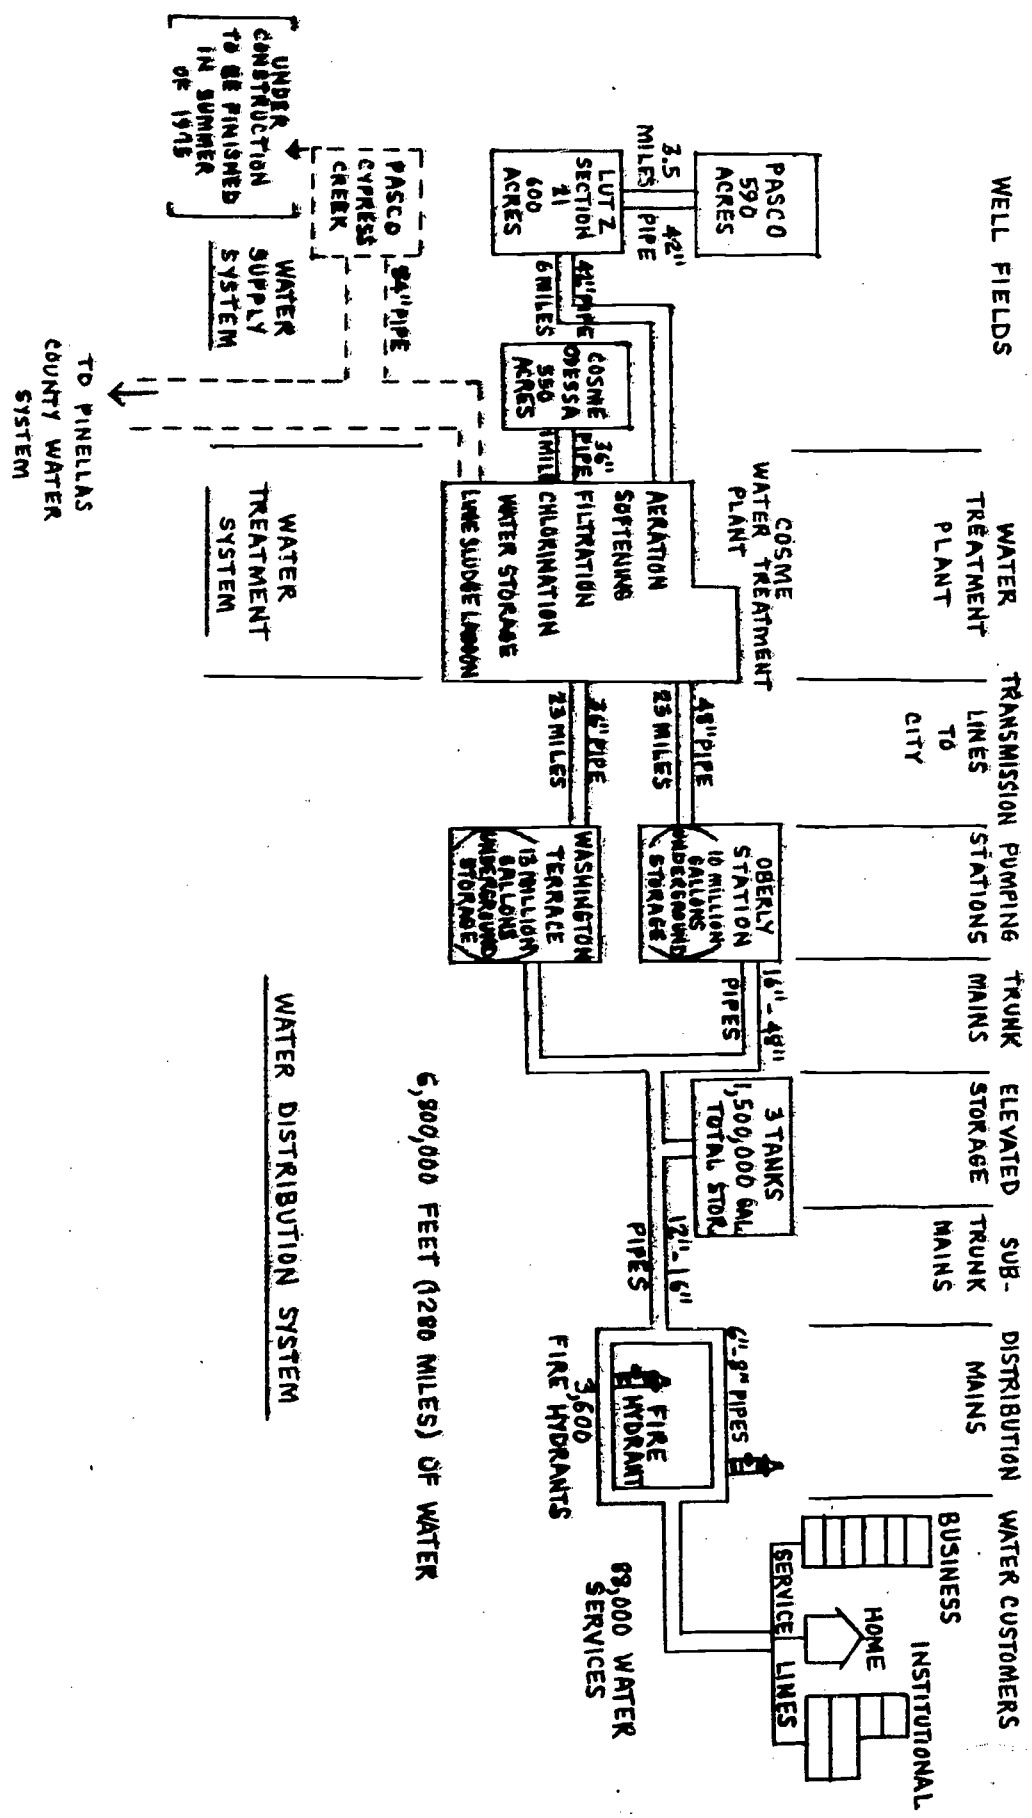 WELL FIELDS
WATER
TREATMENT
PLANT
TRANSMISSION
LINES
TO
CITY
PUMPING
STATIONS
TRUNK
MAINS
ELEVATED
STORAGE
SUB-
TRUNK
MAINS
DISTRIBUTION
MAINS
WATER CUSTOMERS
PASCO
590
ACRES
3.5
MILES
42"
PIPE
LUTZ
SECTION
21
600
ACRES
42" PIPE
6 MILES
COSME
ODESSA
550
ACRES
36"
PIPE
1 MILE
COSME
WATER TREATMENT
PLANT
AERATION
SOFTENING
FILTRATION
CHLORINATION
WATER STORAGE
LIME SLUDGE LAGOON
48" PIPE
23 MILES
36" PIPE
23 MILES
OBERLY
STATION
(10 MILLION
GALLONS
UNDERGROUND
STORAGE)
WASHINGTON
TERRACE
(13 MILLION
GALLONS
UNDERGROUND
STORAGE)
16"-48"
PIPES
3 TANKS
1,500,000 GAL.
TOTAL STOR.
12"-16"
PIPES
6"-8" PIPES
FIRE
HYDRANT
3,600
FIRE HYDRANTS
BUSINESS
HOME
INSTITUTIONAL
SERVICE LINES
88,000 WATER
SERVICES
6,800,000 FEET (1280 MILES) OF WATER
PASCO
CYPRESS
CREEK
84" PIPE
[UNDER
CONSTRUCTION
TO BE FINISHED
IN SUMMER
OF 1975]
WATER
SUPPLY
SYSTEM
TO PINELLAS
COUNTY WATER
SYSTEM
WATER
TREATMENT
SYSTEM
WATER DISTRIBUTION SYSTEM